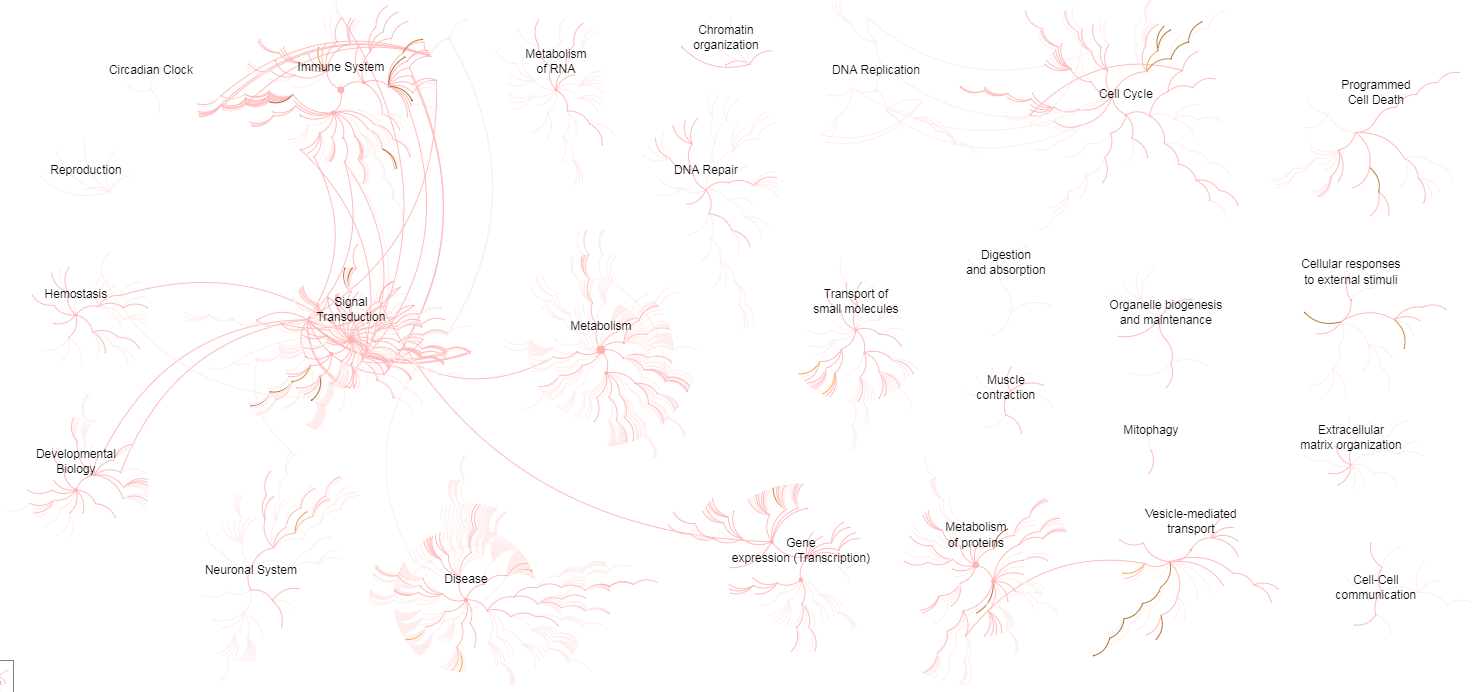 Circadian Clock
Immune System
Metabolism
of RNA
Chromatin
organization
DNA Replication
Cell Cycle
Programmed
Cell Death
Reproduction
DNA Repair
Hemostasis
Signal
Transduction
Metabolism
Transport of
small molecules
Digestion
and absorption
Organelle biogenesis
and maintenance
Cellular responses
to external stimuli
Muscle
contraction
Mitophagy
Extracellular
matrix organization
Developmental
Biology
Neuronal System
Disease
Gene
expression (Transcription)
Metabolism
of proteins
Vesicle-mediated
transport
Cell-Cell
communication